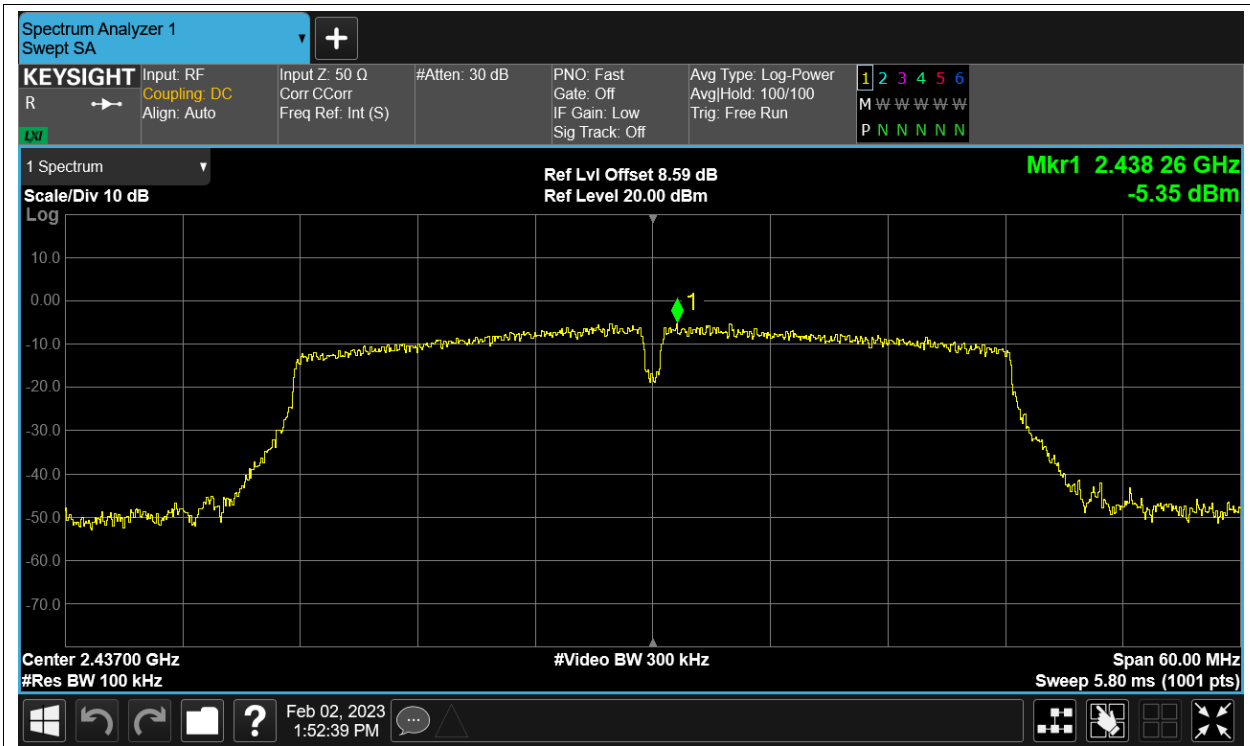 Spectrum Analyzer 1
Swept SA
KEYSIGHT
R
LXI
Input: RF
Coupling: DC
Align: Auto
Input Z: 50 Ω
Corr CCorr
Freq Ref: Int (S)
#Atten: 30 dB
PNO: Fast
Gate: Off
IF Gain: Low
Sig Track: Off
Avg Type: Log-Power
Avg|Hold: 100/100
Trig: Free Run
1 2 3 4 5 6
M W W W W W
P N N N N N
1 Spectrum
Scale/Div 10 dB
Log
Ref Lvl Offset 8.59 dB
Ref Level 20.00 dBm
Mkr1 2.438 26 GHz
-5.35 dBm
1
10.0
0.00
-10.0
-20.0
-30.0
-40.0
-50.0
-60.0
-70.0
Center 2.43700 GHz
#Res BW 100 kHz
#Video BW 300 kHz
Span 60.00 MHz
Sweep 5.80 ms (1001 pts)
?
Feb 02, 2023
1:52:39 PM